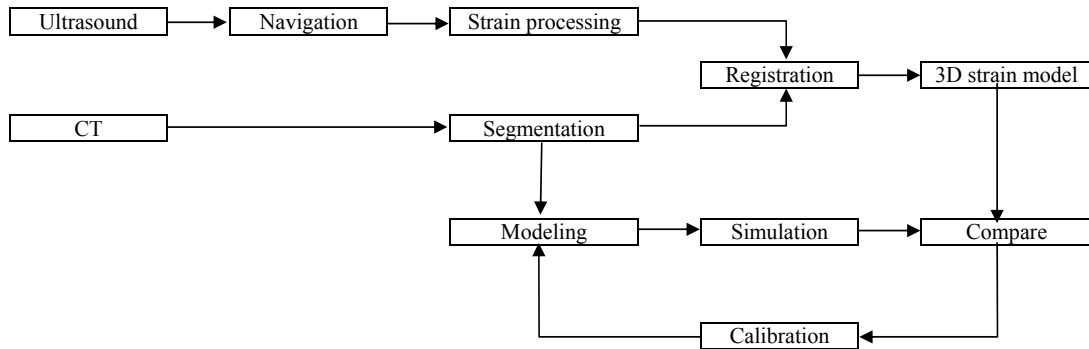 Ultrasound
Navigation
Strain processing
Registration
3D strain model
CT
Segmentation
Modeling
Simulation
Compare
Calibration